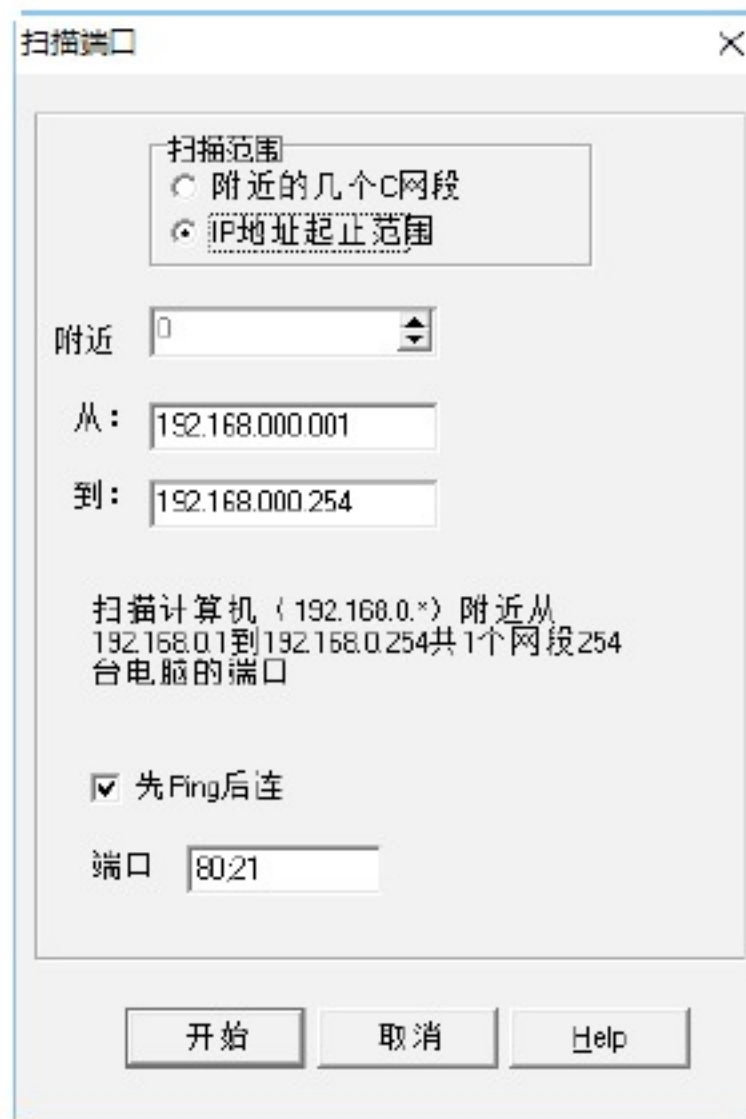 扫描端口
扫描范围
附近的几个C网段
IP地址起止范围
附近 0
从： 192.168.000.001
到： 192.168.000.254
扫描计算机（192.168.0.*）附近从
192.168.0.1到192.168.0.254共1个网段254
台电脑的端口
先Ping后连
端口 80;21
开始 取消 Help